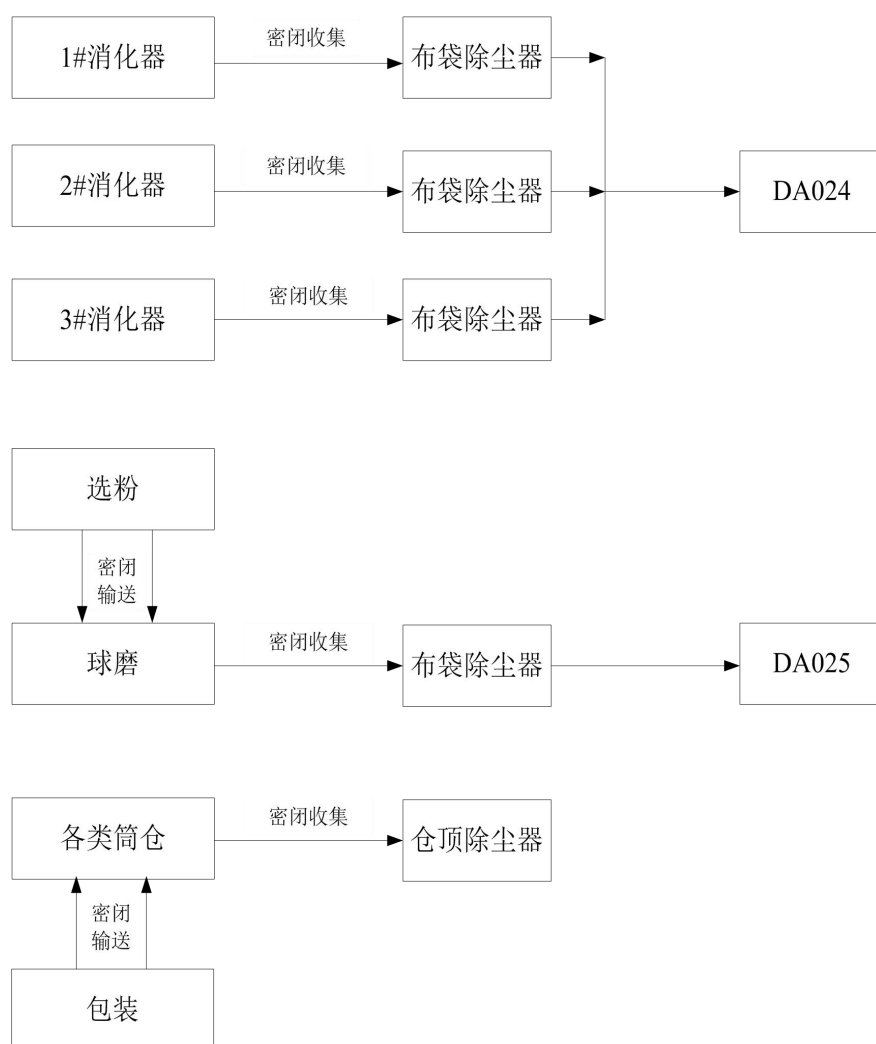 1#消化器
密闭收集
布袋除尘器
2#消化器
密闭收集
布袋除尘器
DA024
3#消化器
密闭收集
布袋除尘器
选粉
密闭
输送
球磨
密闭收集
布袋除尘器
DA025
各类筒仓
密闭收集
仓顶除尘器
密闭
输送
包装